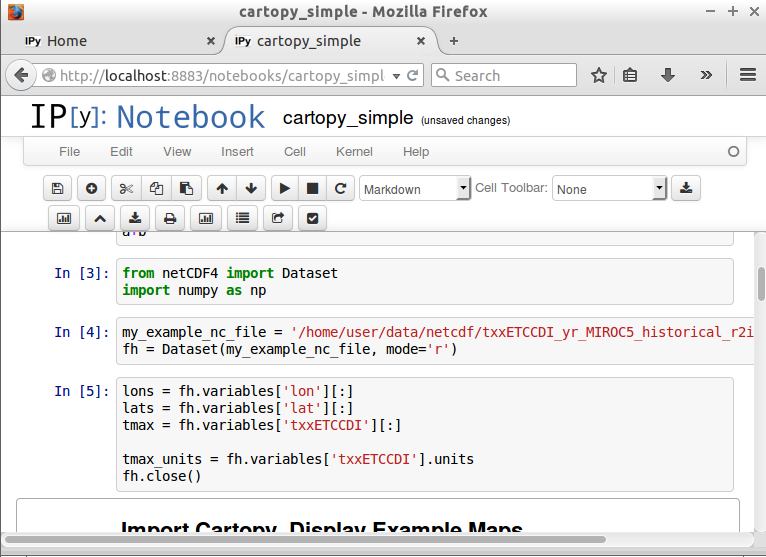 cartopy_simple - Mozilla Firefox
IPy Home
IPy cartopy_simple
http://localhost:8883/notebooks/cartopy_simpl
Search
IP[y]: Notebook cartopy_simple (unsaved changes)
File Edit View Insert Cell Kernel Help
Markdown Cell Toolbar: None
a+b
In [3]: from netCDF4 import Dataset
import numpy as np
In [4]: my_example_nc_file = '/home/user/data/netcdf/txxETCCDI_yr_MIROC5_historical_r2i
fh = Dataset(my_example_nc_file, mode='r')
In [5]: lons = fh.variables['lon'][:]
lats = fh.variables['lat'][:]
tmax = fh.variables['txxETCCDI'][:]
tmax_units = fh.variables['txxETCCDI'].units
fh.close()
Import Cartopy, Display Example Maps